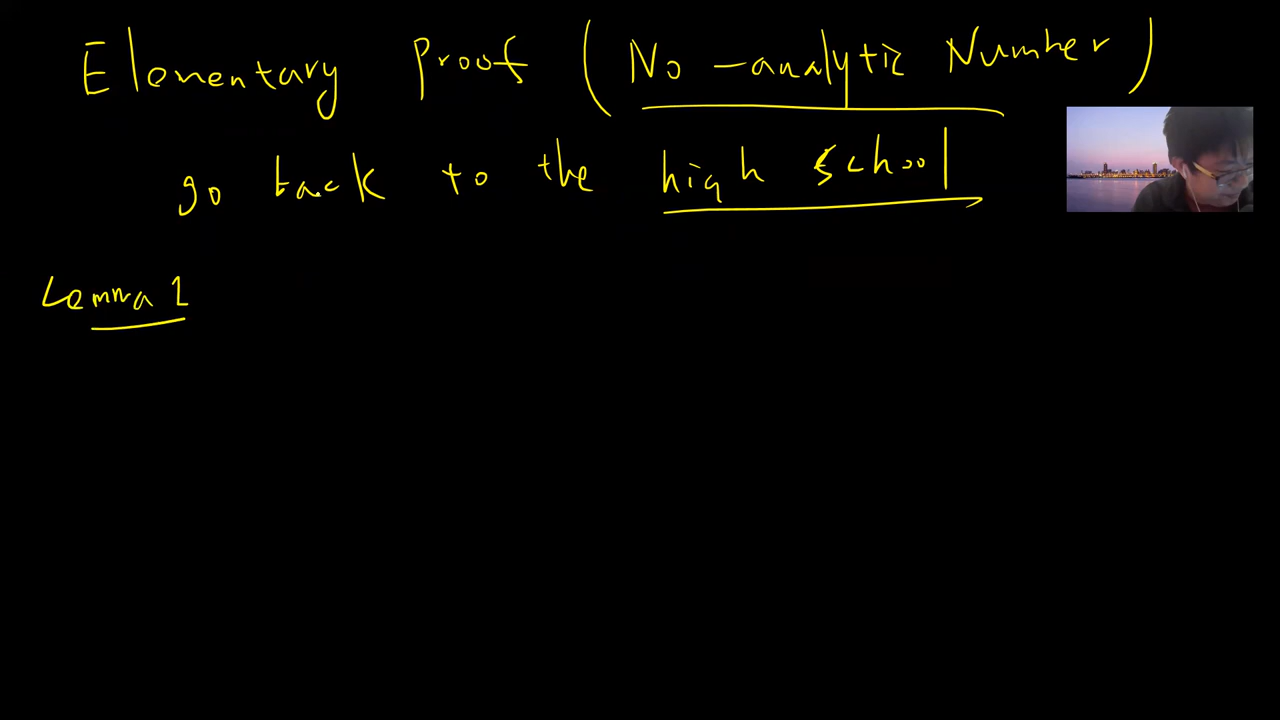 Elementary Proof (No-analytic Number)
go back to the high school
Lemma 1